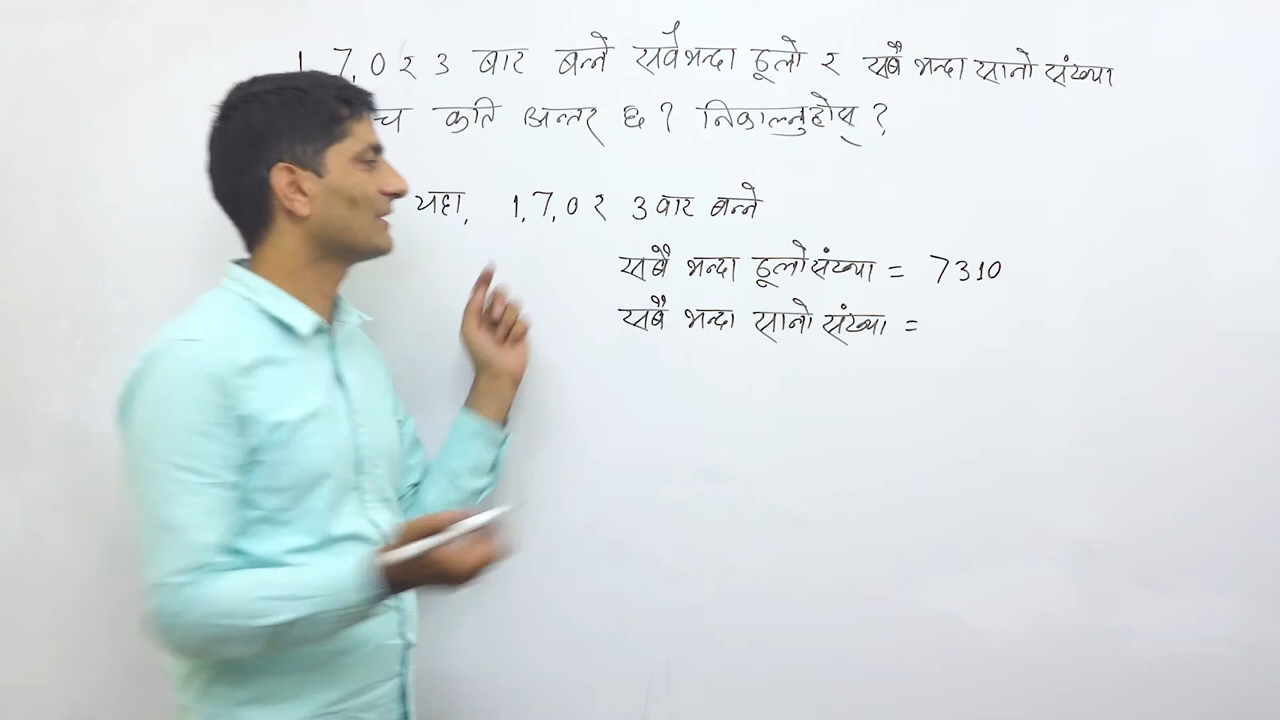 1, 7, 0 र 3 बाट बन्ने सबैभन्दा ठूलो र सबै भन्दा सानो संख्या
कति अन्तर छ ? निकाल्नुहोस् ?
यहा, 1, 7, 0 र 3 बाट बन्ने
सबै भन्दा ठूलो संख्या = 7310
सबै भन्दा सानो संख्या =